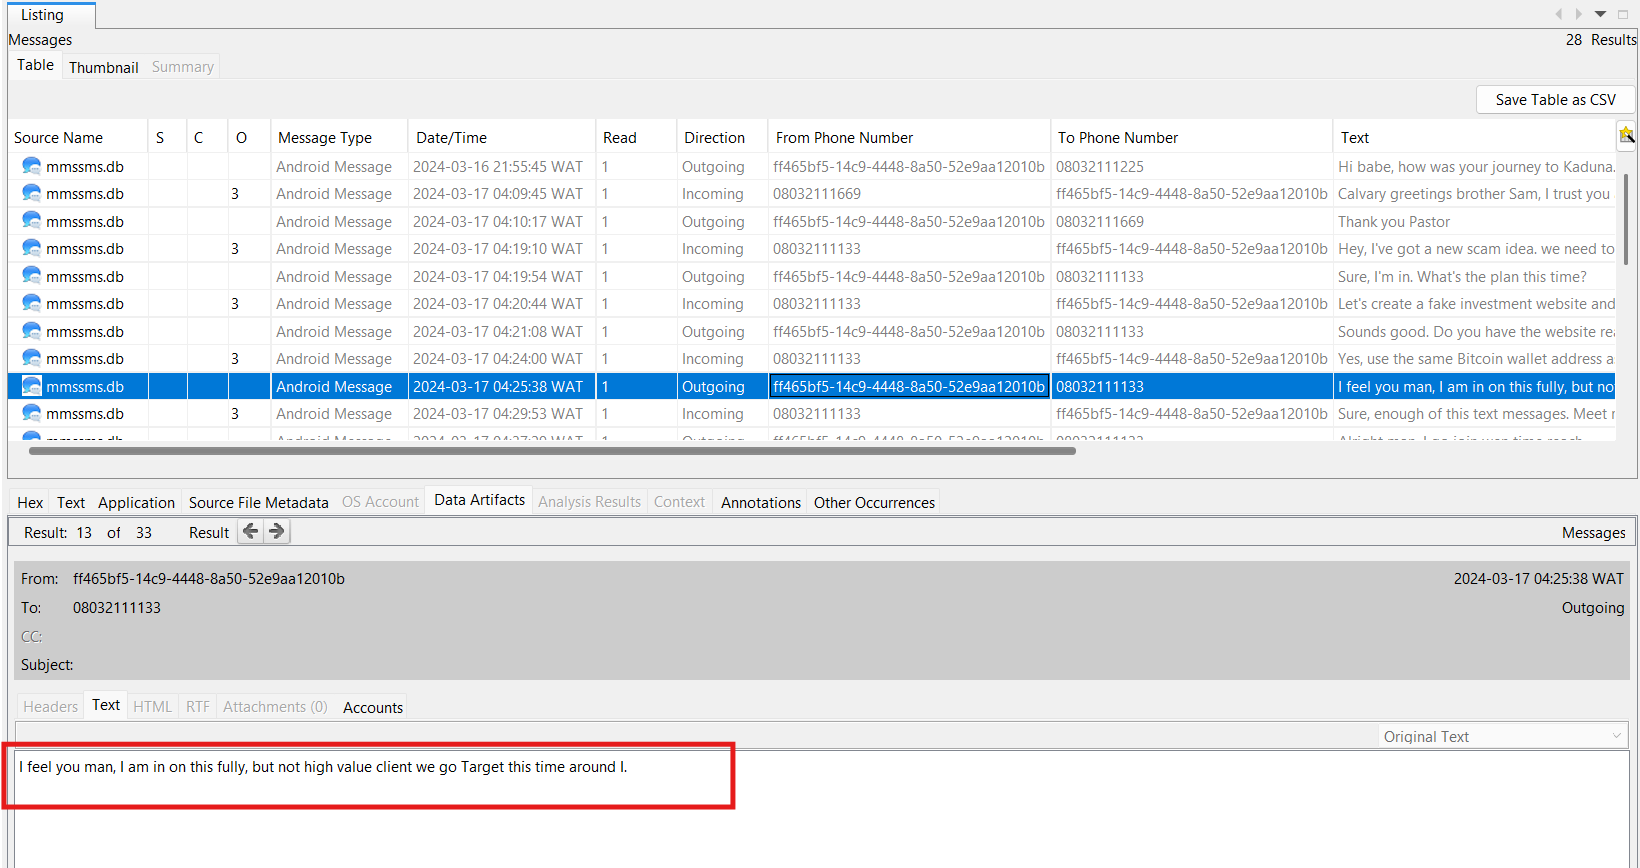 Listing
Messages 28 Results
Table Thumbnail Summary
Save Table as CSV
Source Name S C O Message Type Date/Time Read Direction From Phone Number To Phone Number Text
mmssms.db Android Message 2024-03-16 21:55:45 WAT 1 Outgoing ff465bf5-14c9-4448-8a50-52e9aa12010b 08032111225 Hi babe, how was your journey to Kaduna.
mmssms.db 3 Android Message 2024-03-17 04:09:45 WAT 1 Incoming 08032111669 ff465bf5-14c9-4448-8a50-52e9aa12010b Calvary greetings brother Sam, I trust you
mmssms.db Android Message 2024-03-17 04:10:17 WAT 1 Outgoing ff465bf5-14c9-4448-8a50-52e9aa12010b 08032111669 Thank you Pastor
mmssms.db 3 Android Message 2024-03-17 04:19:10 WAT 1 Incoming 08032111133 ff465bf5-14c9-4448-8a50-52e9aa12010b Hey, I've got a new scam idea. we need to
mmssms.db Android Message 2024-03-17 04:19:54 WAT 1 Outgoing ff465bf5-14c9-4448-8a50-52e9aa12010b 08032111133 Sure, I'm in. What's the plan this time?
mmssms.db 3 Android Message 2024-03-17 04:20:44 WAT 1 Incoming 08032111133 ff465bf5-14c9-4448-8a50-52e9aa12010b Let's create a fake investment website and
mmssms.db Android Message 2024-03-17 04:21:08 WAT 1 Outgoing ff465bf5-14c9-4448-8a50-52e9aa12010b 08032111133 Sounds good. Do you have the website re
mmssms.db 3 Android Message 2024-03-17 04:24:00 WAT 1 Incoming 08032111133 ff465bf5-14c9-4448-8a50-52e9aa12010b Yes, use the same Bitcoin wallet address a
mmssms.db Android Message 2024-03-17 04:25:38 WAT 1 Outgoing ff465bf5-14c9-4448-8a50-52e9aa12010b 08032111133 I feel you man, I am in on this fully, but no
mmssms.db 3 Android Message 2024-03-17 04:29:53 WAT 1 Incoming 08032111133 ff465bf5-14c9-4448-8a50-52e9aa12010b Sure, enough of this text messages. Meet
Hex Text Application Source File Metadata OS Account Data Artifacts Analysis Results Context Annotations Other Occurrences
Result: 13 of 33 Result Messages
From: ff465bf5-14c9-4448-8a50-52e9aa12010b 2024-03-17 04:25:38 WAT
To: 08032111133 Outgoing
CC:
Subject:
Headers Text HTML RTF Attachments (0) Accounts
Original Text
I feel you man, I am in on this fully, but not high value client we go Target this time around I.